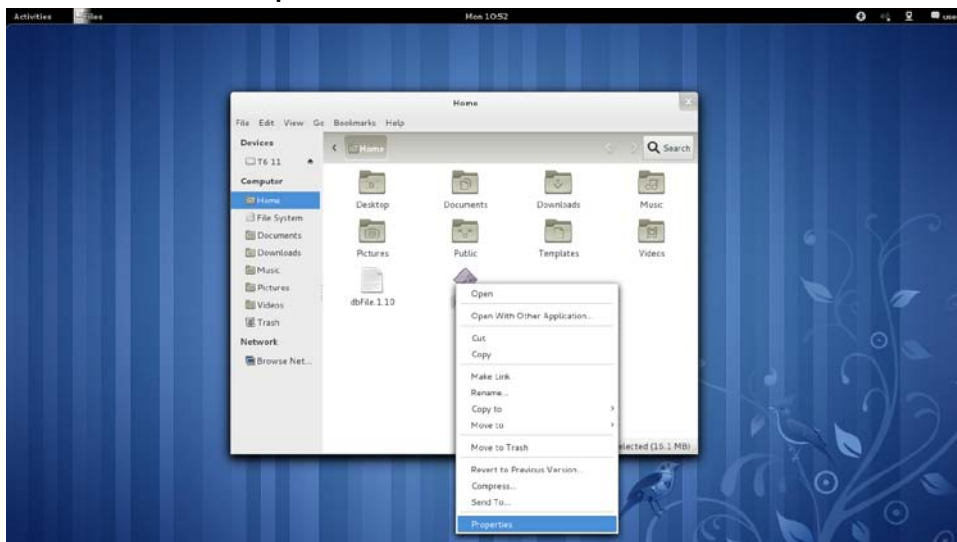 Activities
Files
Mon 10:52
use
Home
File Edit View Go Bookmarks Help
Devices
T6 11
Computer
Home
File System
Documents
Downloads
Music
Pictures
Videos
Trash
Network
Browse Net...
Home
Search
Desktop Documents Downloads Music
Pictures Public Templates Videos
dbFile.1.10
Open
Open With Other Application...
Cut
Copy
Make Link
Rename...
Copy to
Move to
Move to Trash
Revert to Previous Version...
Compress...
Send To...
Properties
elected (16.1 MB)